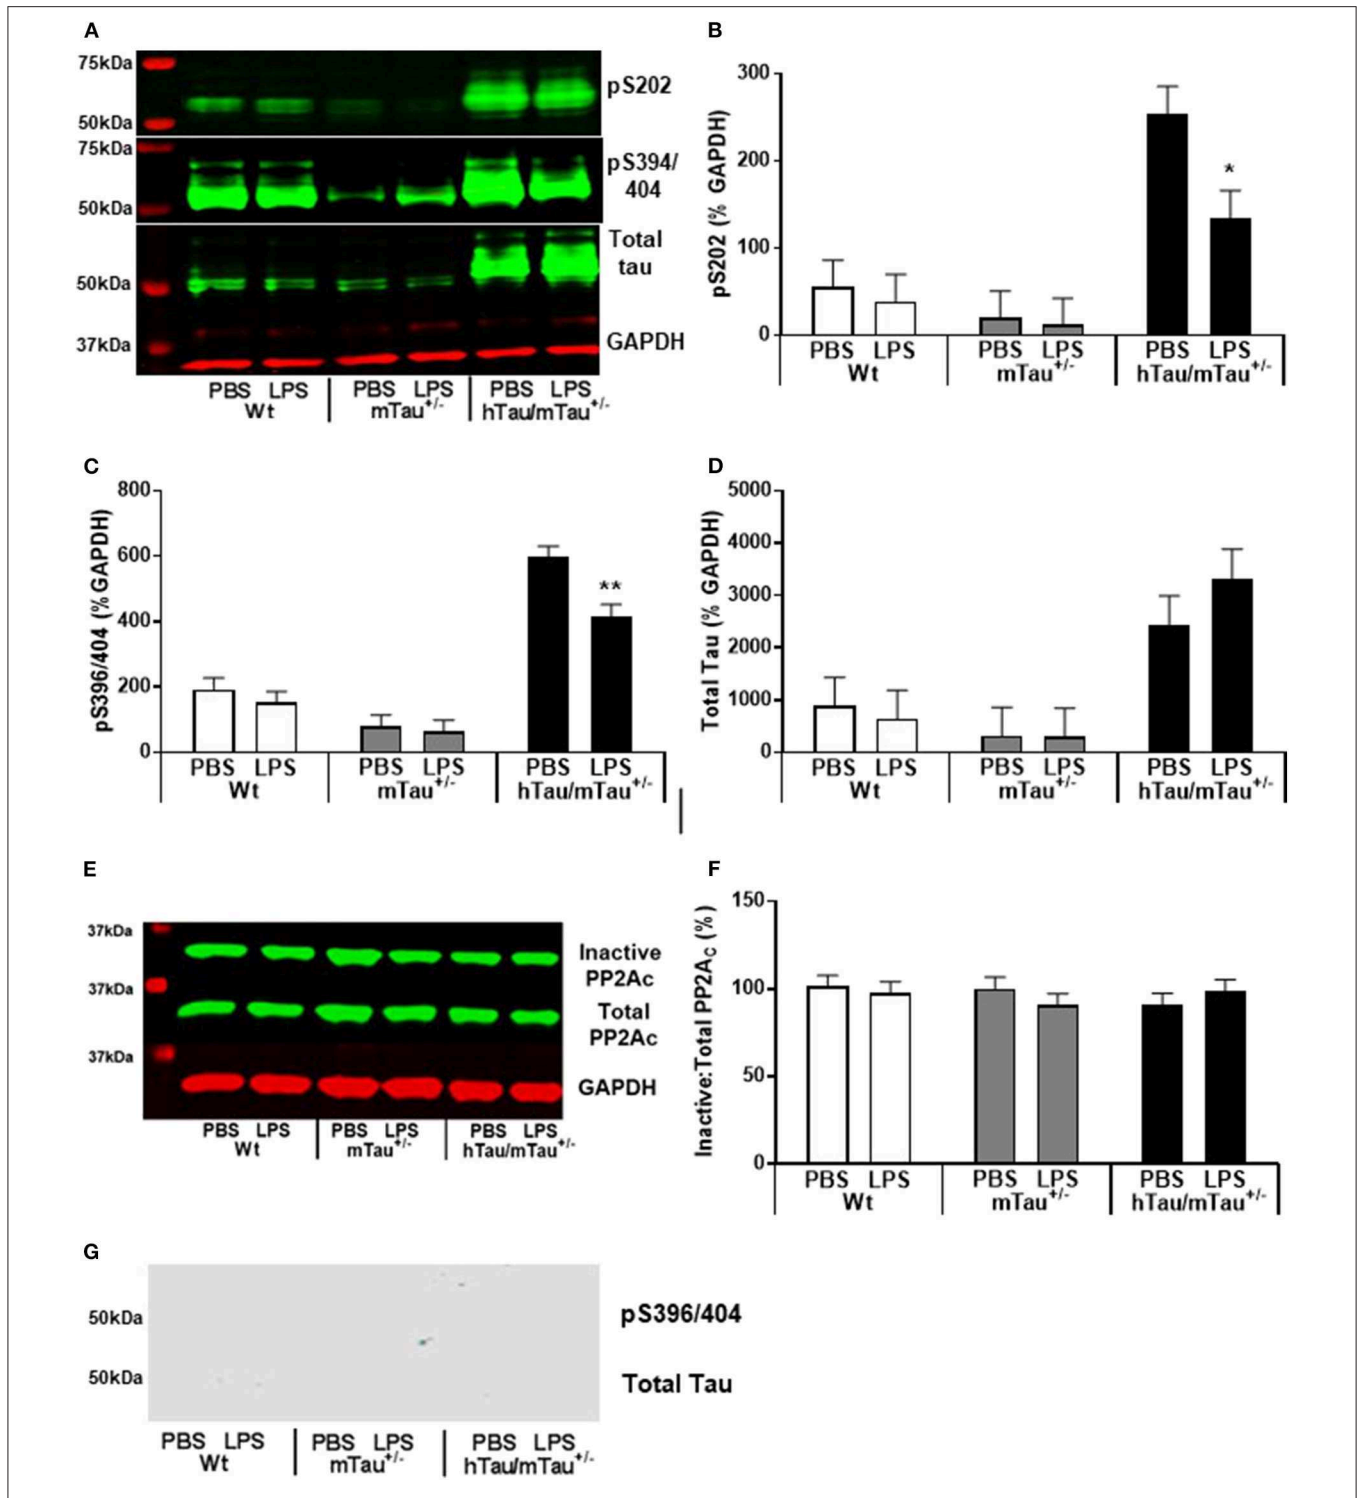 A
75kDa
50kDa
pS202
75kDa
50kDa
pS394/
404
Total
tau
50kDa
37kDa
GAPDH
PBS LPS PBS LPS PBS LPS
Wt mTau+/- hTau/mTau+/-
B
pS202 (% GAPDH)
300
200
100
0
*
PBS LPS PBS LPS PBS LPS
Wt mTau+/- hTau/mTau+/-
C
pS396/404 (% GAPDH)
800
600
400
200
0
**
PBS LPS PBS LPS PBS LPS
Wt mTau+/- hTau/mTau+/-
D
Total Tau (% GAPDH)
5000
4000
3000
2000
1000
0
PBS LPS PBS LPS PBS LPS
Wt mTau+/- hTau/mTau+/-
E
37kDa
37kDa
37kDa
Inactive
PP2Ac
Total
PP2Ac
GAPDH
PBS LPS PBS LPS PBS LPS
Wt mTau+/- hTau/mTau+/-
F
Inactive:Total PP2AC (%)
150
100
50
0
PBS LPS PBS LPS PBS LPS
Wt mTau+/- hTau/mTau+/-
G
50kDa
50kDa
pS396/404
Total Tau
PBS LPS PBS LPS PBS LPS
Wt mTau+/- hTau/mTau+/-